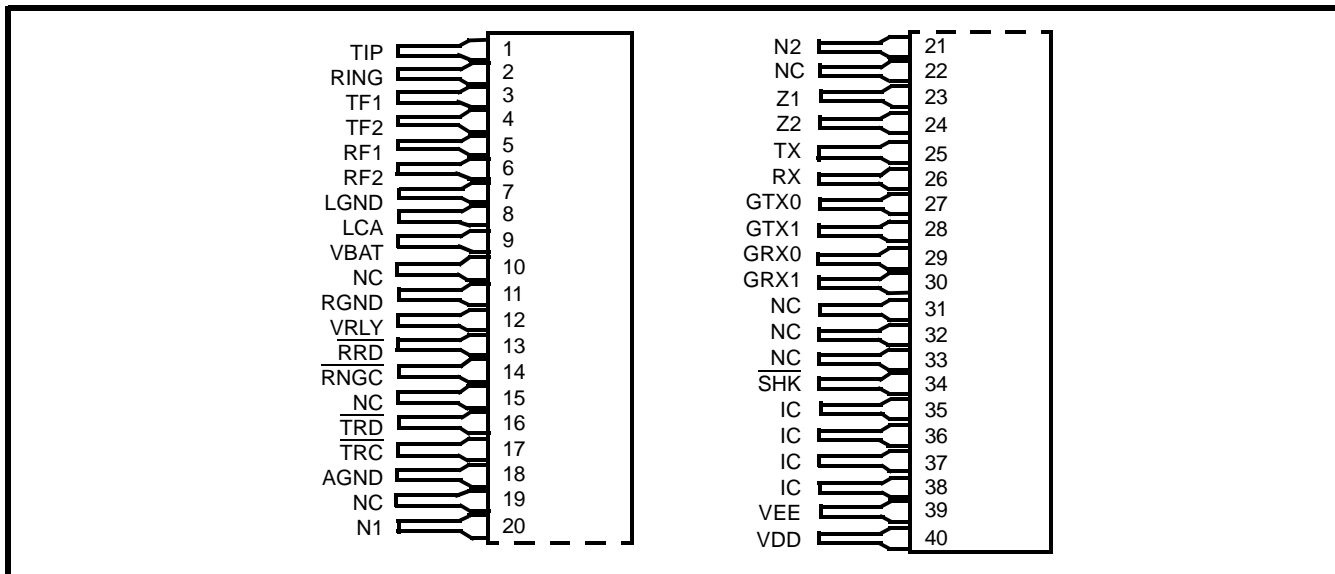 TIP 1
RING 2
TF1 3
TF2 4
RF1 5
RF2 6
LGND 7
LCA 8
VBAT 9
NC 10
RGND 11
VRLY 12
RRD 13
RNGC 14
NC 15
TRD 16
TRC 17
AGND 18
NC 19
N1 20
N2 21
NC 22
Z1 23
Z2 24
TX 25
RX 26
GTX0 27
GTX1 28
GRX0 29
GRX1 30
NC 31
NC 32
NC 33
SHK 34
IC 35
IC 36
IC 37
IC 38
VEE 39
VDD 40